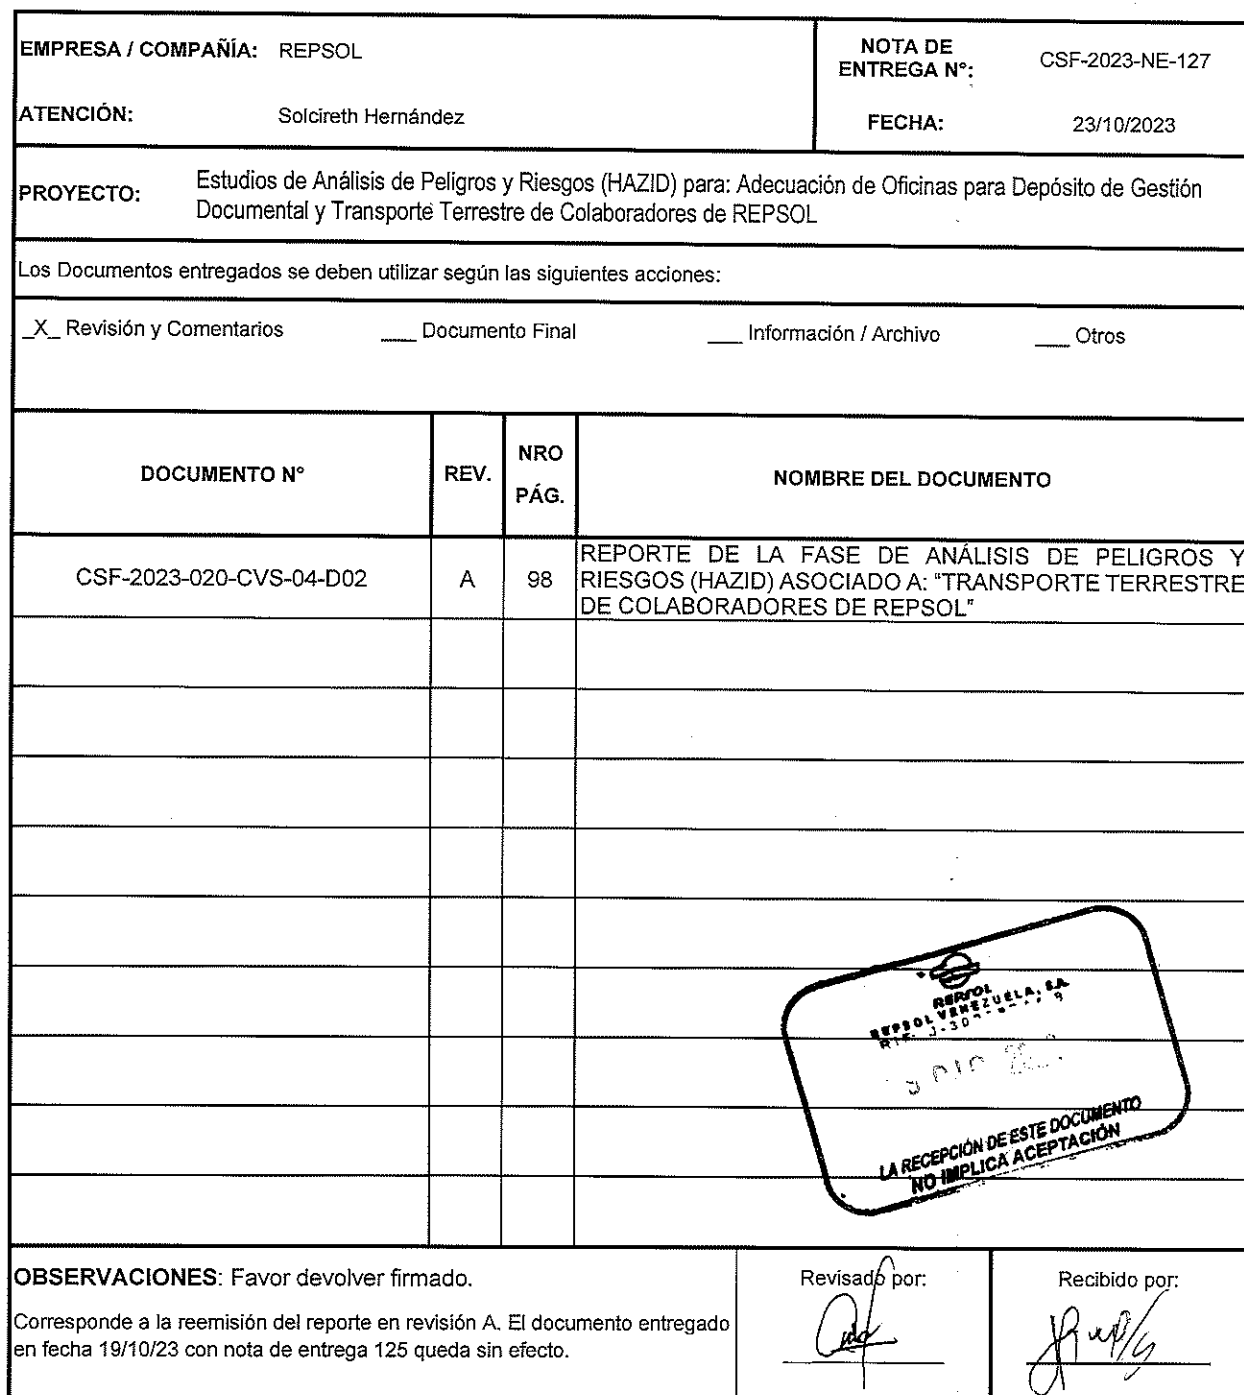 EMPRESA / COMPAÑÍA: REPSOL
NOTA DE
ENTREGA N°: CSF-2023-NE-127
ATENCIÓN: Solcireth Hernández
FECHA: 23/10/2023
PROYECTO: Estudios de Análisis de Peligros y Riesgos (HAZID) para: Adecuación de Oficinas para Depósito de Gestión
Documental y Transporte Terrestre de Colaboradores de REPSOL
Los Documentos entregados se deben utilizar según las siguientes acciones:
_X_ Revisión y Comentarios ___ Documento Final ___ Información / Archivo ___ Otros
DOCUMENTO N° REV. NRO PÁG. NOMBRE DEL DOCUMENTO
CSF-2023-020-CVS-04-D02 A 98
REPORTE DE LA FASE DE ANÁLISIS DE PELIGROS Y
RIESGOS (HAZID) ASOCIADO A: “TRANSPORTE TERRESTRE
DE COLABORADORES DE REPSOL”
REPSOL
REPSOL VENEZUELA, S.A.
LA RECEPCIÓN DE ESTE DOCUMENTO
NO IMPLICA ACEPTACIÓN
OBSERVACIONES: Favor devolver firmado.
Corresponde a la reemisión del reporte en revisión A. El documento entregado
en fecha 19/10/23 con nota de entrega 125 queda sin efecto.
Revisado por:
Recibido por: